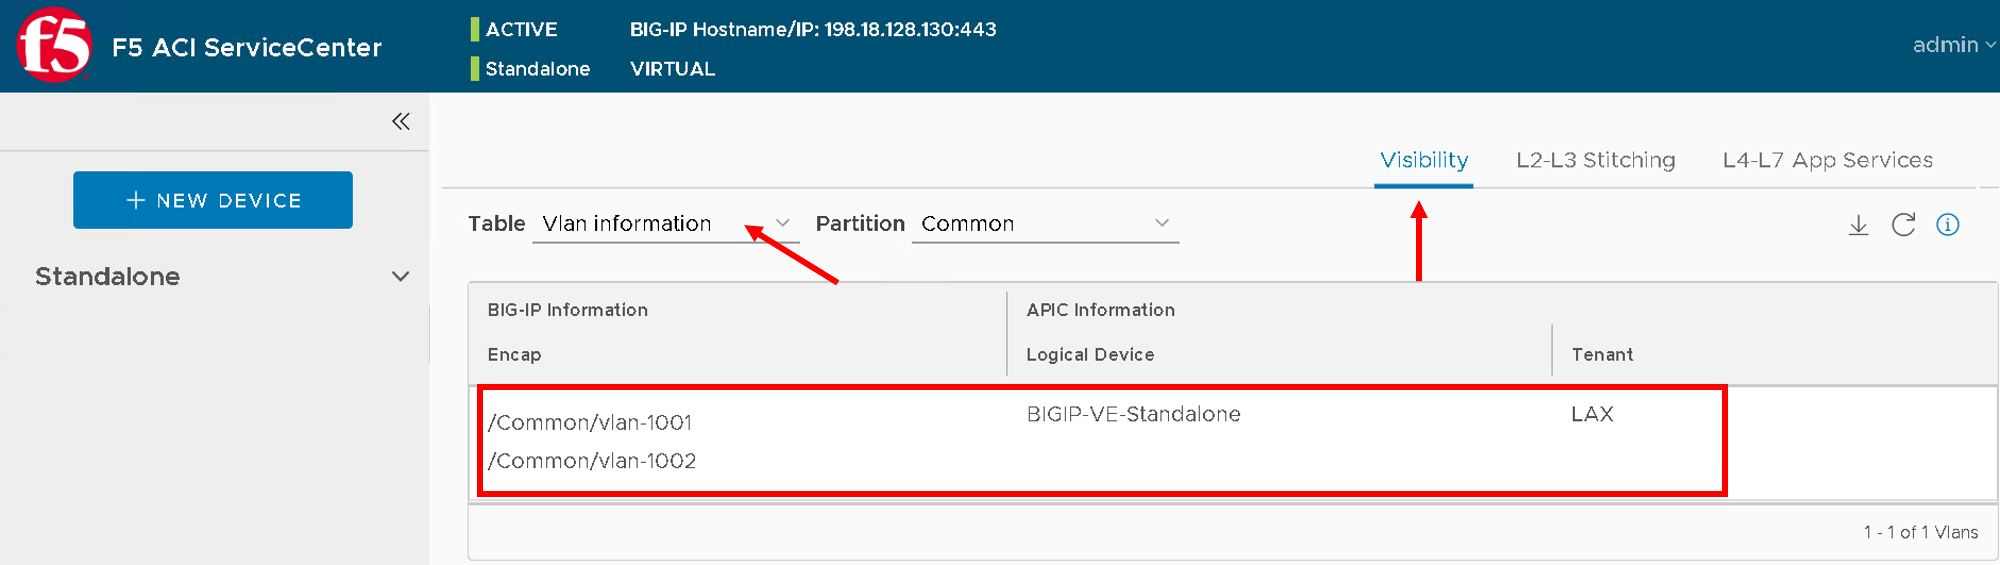 f5 F5 ACI ServiceCenter
ACTIVE BIG-IP Hostname/IP: 198.18.128.130:443
Standalone VIRTUAL
admin
+ NEW DEVICE
Standalone
Visibility L2-L3 Stitching L4-L7 App Services
Table Vlan information Partition Common
BIG-IP Information APIC Information
Encap Logical Device Tenant
/Common/vlan-1001 BIGIP-VE-Standalone LAX
/Common/vlan-1002
1 - 1 of 1 Vlans